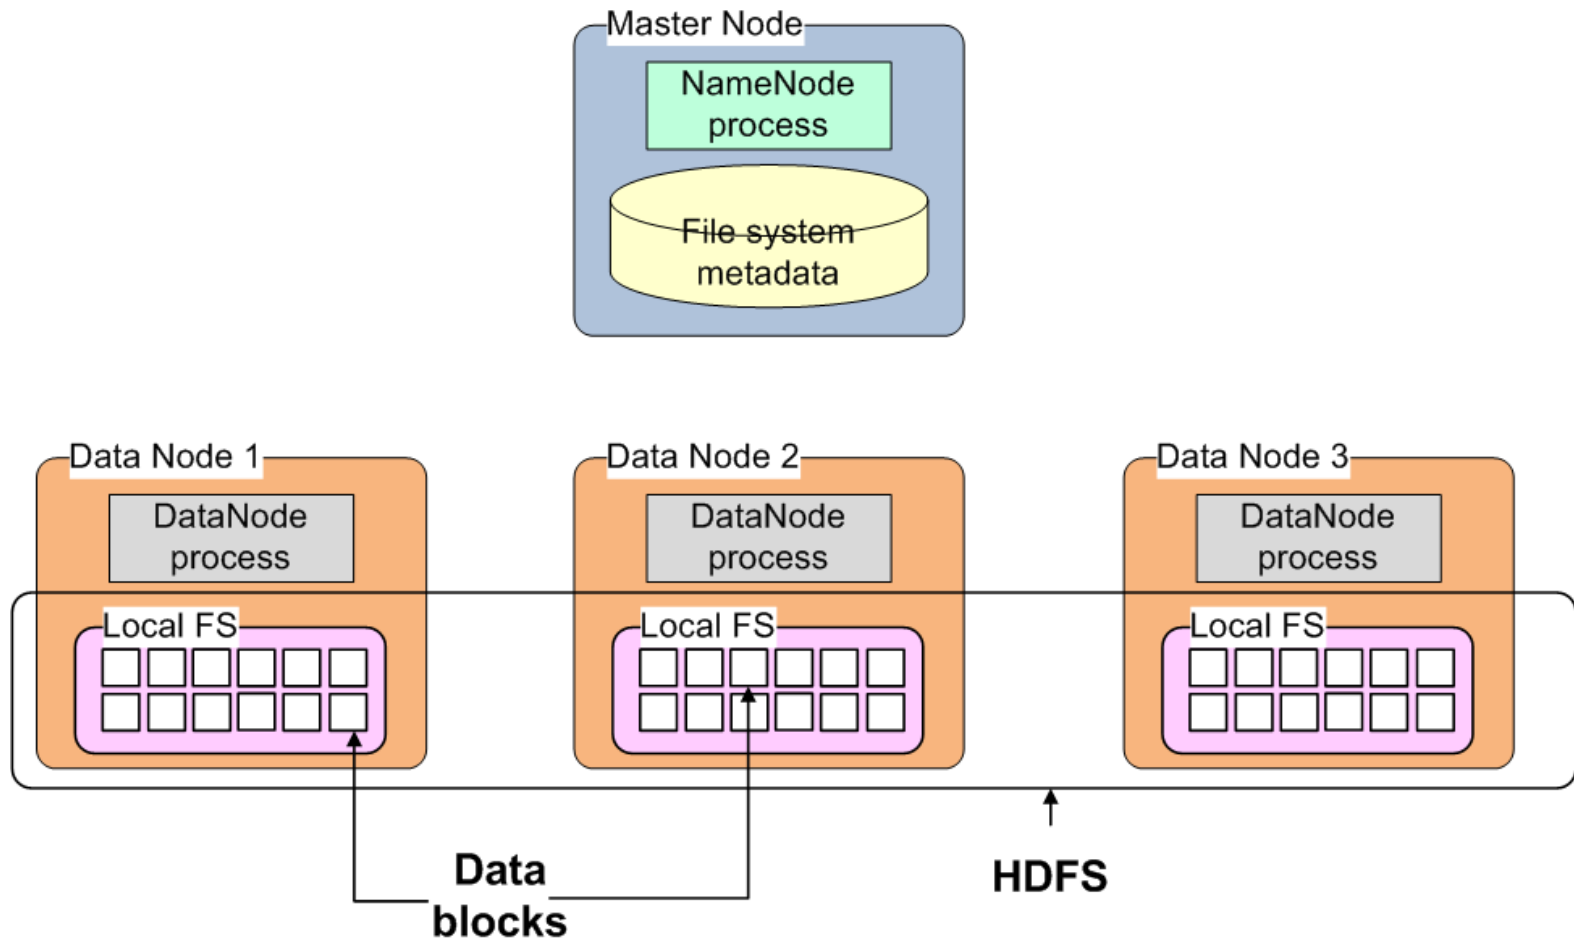 Master Node
NameNode
process
File system
metadata
Data Node 1
DataNode
process
Local FS
Data Node 2
DataNode
process
Local FS
Data Node 3
DataNode
process
Local FS
Data
blocks
HDFS